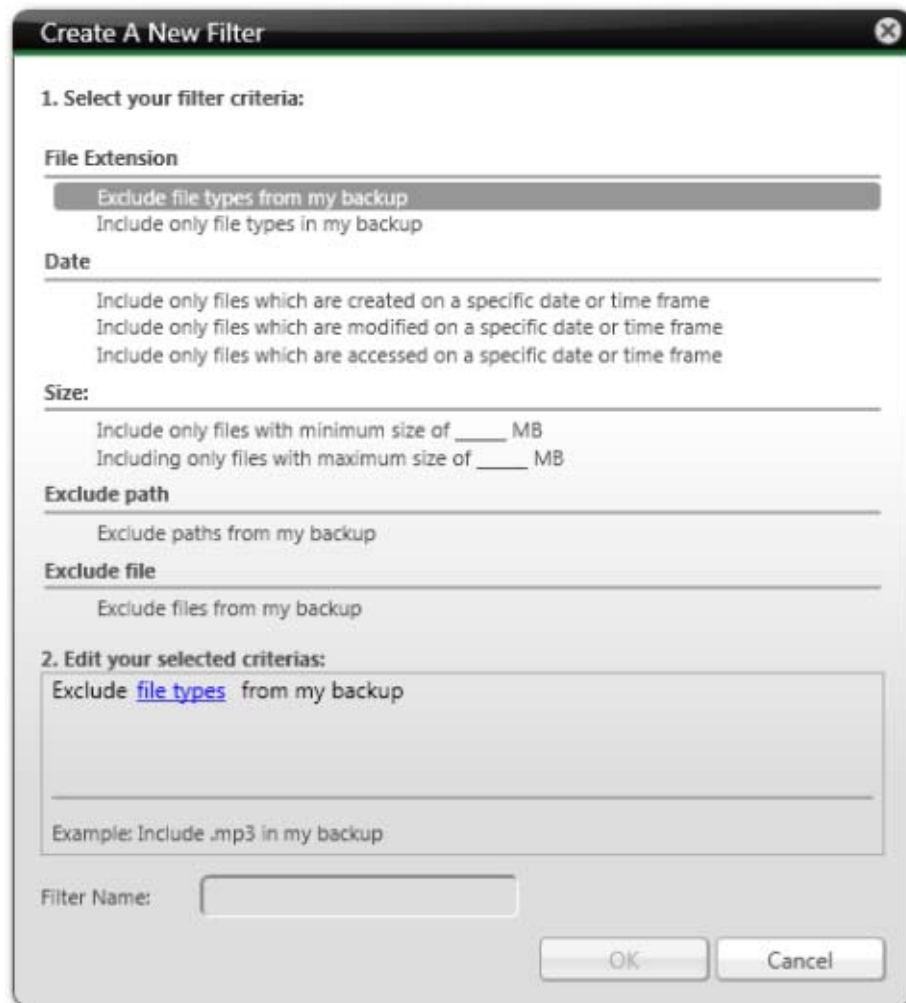 Create A New Filter
1. Select your filter criteria:
File Extension
Exclude file types from my backup
Include only file types in my backup
Date
Include only files which are created on a specific date or time frame
Include only files which are modified on a specific date or time frame
Include only files which are accessed on a specific date or time frame
Size:
Include only files with minimum size of _____ MB
Including only files with maximum size of _____ MB
Exclude path
Exclude paths from my backup
Exclude file
Exclude files from my backup
2. Edit your selected criterias:
Exclude file types from my backup
Example: Include .mp3 in my backup
Filter Name:
OK Cancel